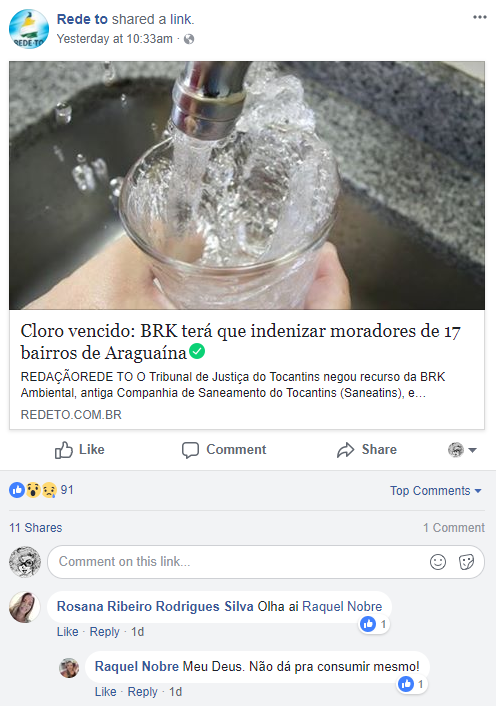 Rede to shared a link.
Yesterday at 10:33am ·
REDE-TO
Cloro vencido: BRK terá que indenizar moradores de 17
bairros de Araguaína
REDAÇÃOREDE TO O Tribunal de Justiça do Tocantins negou recurso da BRK
Ambiental, antiga Companhia de Saneamento do Tocantins (Saneatins), e…
REDETO.COM.BR
Like Comment Share
91 Top Comments
11 Shares 1 Comment
Comment on this link...
Rosana Ribeiro Rodrigues Silva Olha ai Raquel Nobre
1
Like · Reply · 1d
Raquel Nobre Meu Deus. Não dá pra consumir mesmo!
1
Like · Reply · 1d